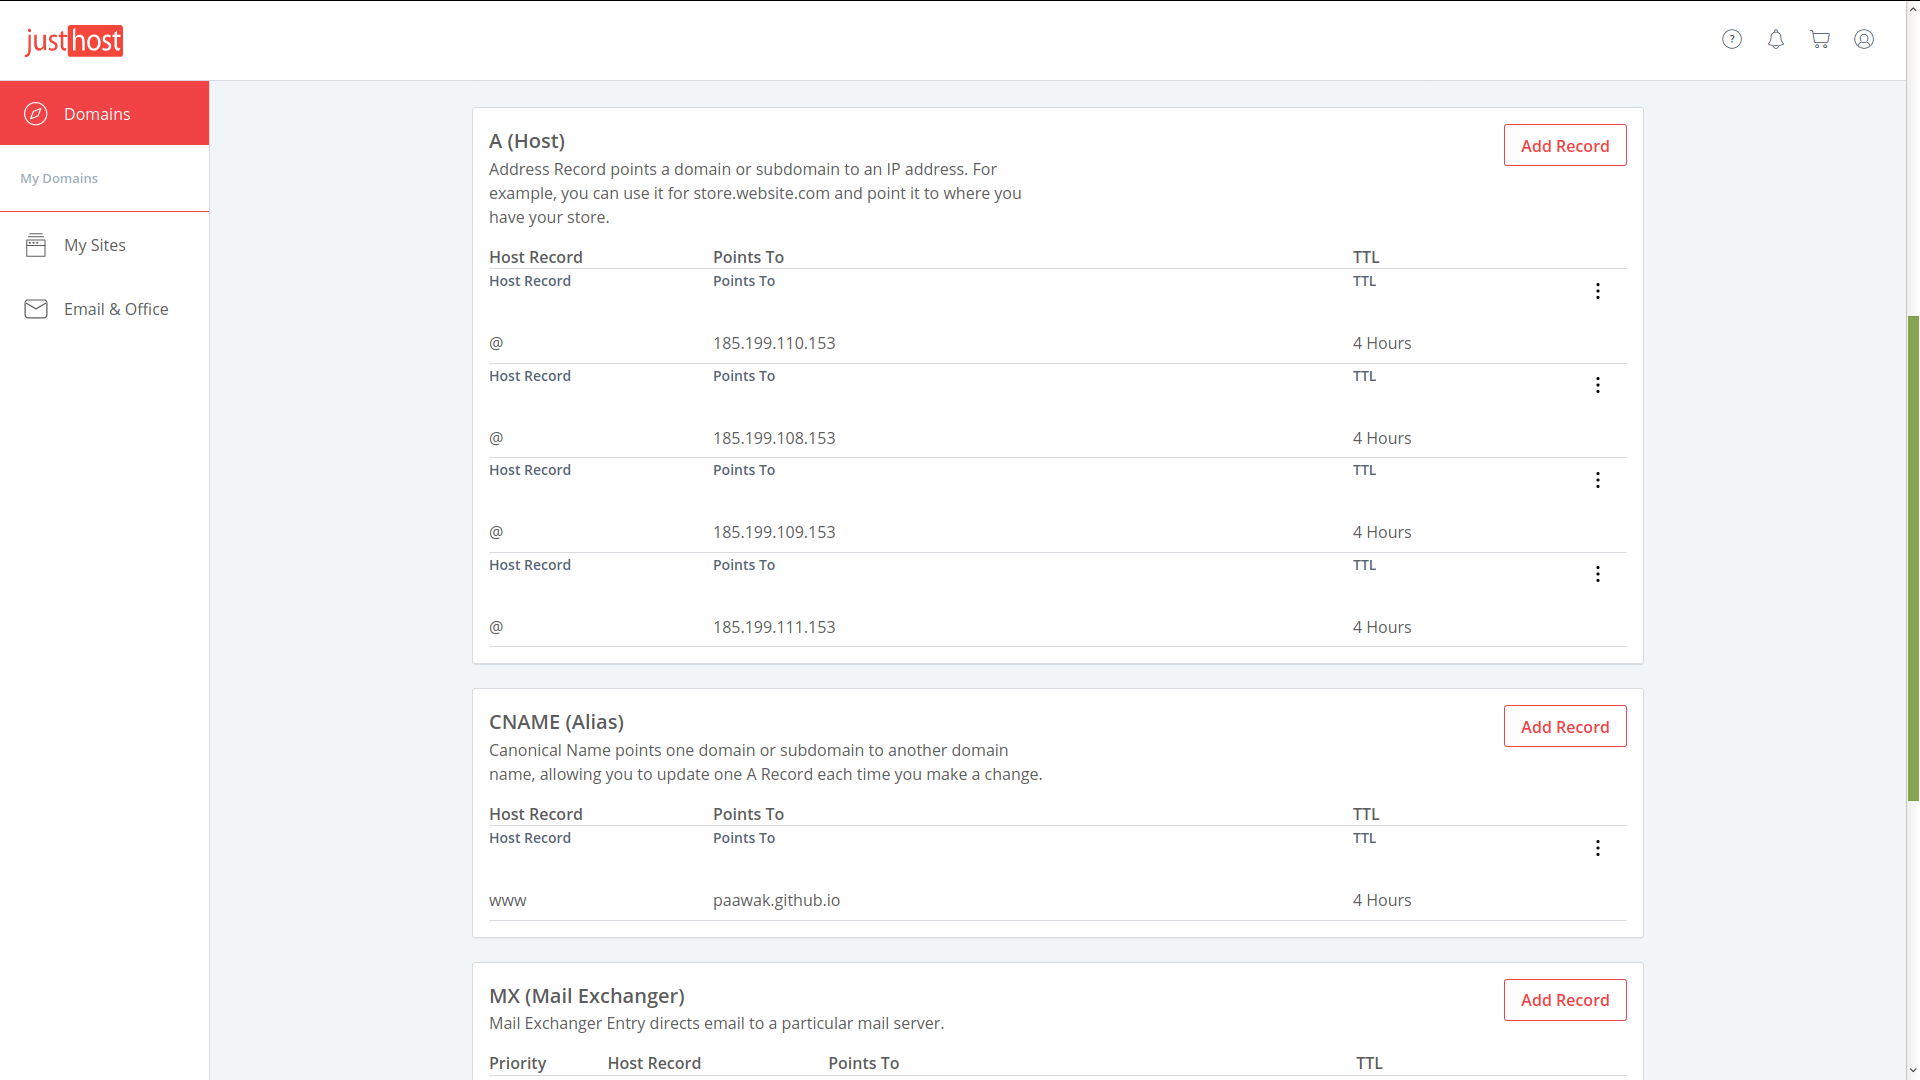 justhost
Domains
My Domains
My Sites
Email & Office
A (Host)
Add Record
Address Record points a domain or subdomain to an IP address. For
example, you can use it for store.website.com and point it to where you
have your store.
Host Record Points To TTL
Host Record Points To TTL
@ 185.199.110.153 4 Hours
Host Record Points To TTL
@ 185.199.108.153 4 Hours
Host Record Points To TTL
@ 185.199.109.153 4 Hours
Host Record Points To TTL
@ 185.199.111.153 4 Hours
CNAME (Alias)
Add Record
Canonical Name points one domain or subdomain to another domain
name, allowing you to update one A Record each time you make a change.
Host Record Points To TTL
Host Record Points To TTL
www paawak.github.io 4 Hours
MX (Mail Exchanger)
Add Record
Mail Exchanger Entry directs email to a particular mail server.
Priority Host Record Points To TTL